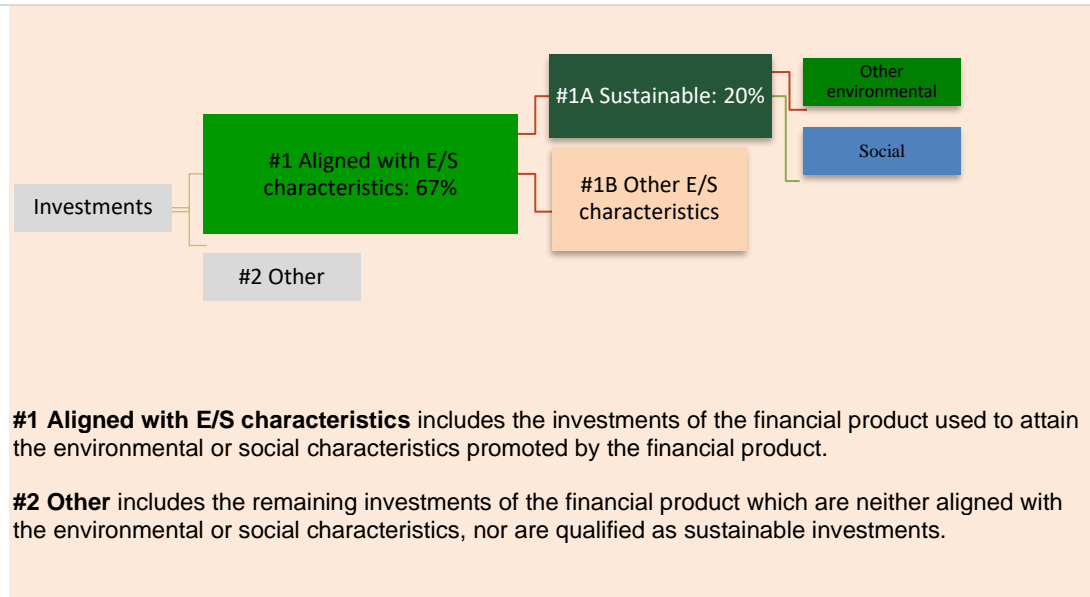 Investments
#1 Aligned with E/S
characteristics: 67%
#2 Other
#1A Sustainable: 20%
#1B Other E/S
characteristics
Other
environmental
Social
#1 Aligned with E/S characteristics includes the investments of the financial product used to attain
the environmental or social characteristics promoted by the financial product.
#2 Other includes the remaining investments of the financial product which are neither aligned with
the environmental or social characteristics, nor are qualified as sustainable investments.